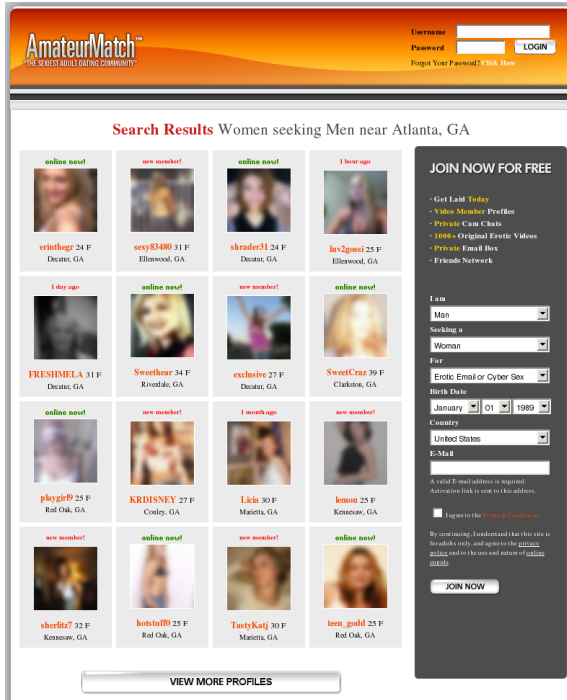 Username
Password
LOGIN
Forgot Your Password? Click Here
AmateurMatch™
"THE SEXIEST ADULT DATING COMMUNITY"
Search Results Women seeking Men near Atlanta, GA
online now!
erinthegr 24 F
Decatur, GA
new member!
sexy83480 31 F
Ellenwood, GA
online now!
shrader31 24 F
Decatur, GA
1 hour ago
luv2gossi 25 F
Ellenwood, GA
1 day ago
FRESHMELA 31 F
Decatur, GA
online now!
Sweethear 34 F
Riverdale, GA
new member!
exclusive 27 F
Decatur, GA
online now!
SweetCraz 39 F
Clarkston, GA
online now!
playgirl9 25 F
Red Oak, GA
new member!
KRDISNEY 27 F
Conley, GA
1 month ago
Licia 30 F
Marietta, GA
new member!
lemon 25 F
Kennesaw, GA
new member!
sherlitz7 32 F
Kennesaw, GA
online now!
hotstuff0 25 F
Red Oak, GA
new member!
TastyKatj 30 F
Marietta, GA
online now!
teen_godd 25 F
Red Oak, GA
VIEW MORE PROFILES
JOIN NOW FOR FREE
· Get Laid Today
· Video Member Profiles
· Private Cam Chats
· 1000+ Original Erotic Videos
· Private Email Box
· Friends Network
I am
Man
Seeking a
Woman
For
Erotic Email or Cyber Sex
Birth Date
January 01 1989
Country
United States
E-Mail
A valid E-mail address is required.
Activation link is sent to this address.
I agree to the Terms & Conditions
By continuing, I understand that this site is
for adults only, and agree to the privacy
policy and to the use and nature of online
JOIN NOW